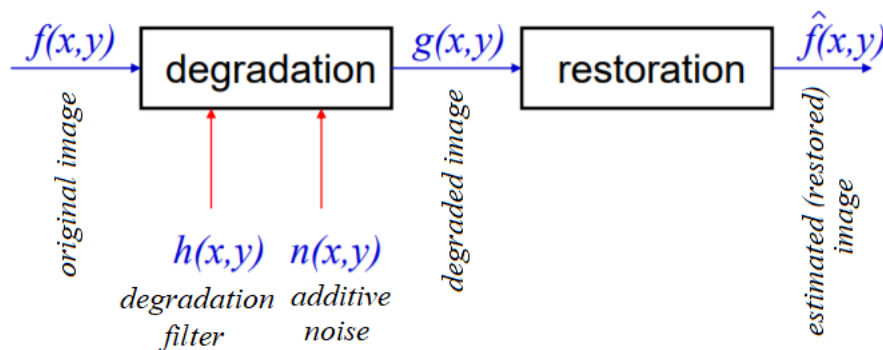 f(x,y)
degradation
g(x,y)
restoration
f̂(x,y)
original image
h(x,y)
degradation
filter
n(x,y)
additive
noise
degraded image
estimated (restored)
image